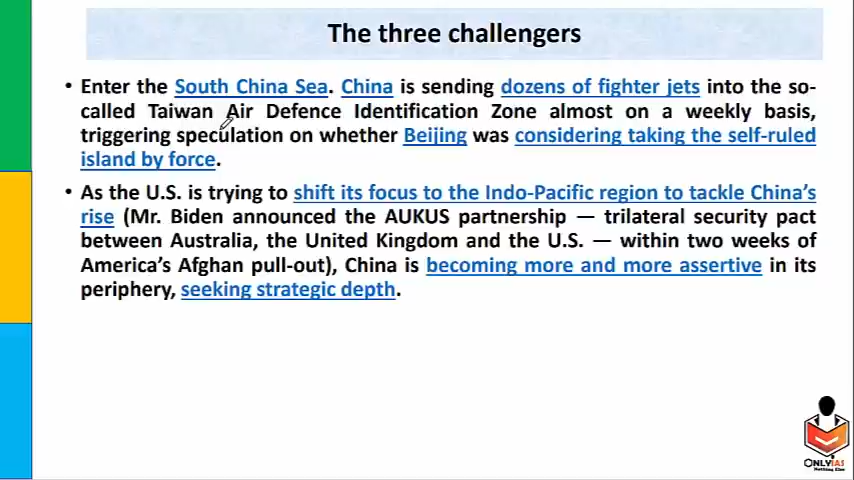 The three challengers
• Enter the South China Sea. China is sending dozens of fighter jets into the so-
called Taiwan Air Defence Identification Zone almost on a weekly basis,
triggering speculation on whether Beijing was considering taking the self-ruled
island by force.
• As the U.S. is trying to shift its focus to the Indo-Pacific region to tackle China's
rise (Mr. Biden announced the AUKUS partnership — trilateral security pact
between Australia, the United Kingdom and the U.S. — within two weeks of
America's Afghan pull-out), China is becoming more and more assertive in its
periphery, seeking strategic depth.
ONLYIAS
Nothing Else